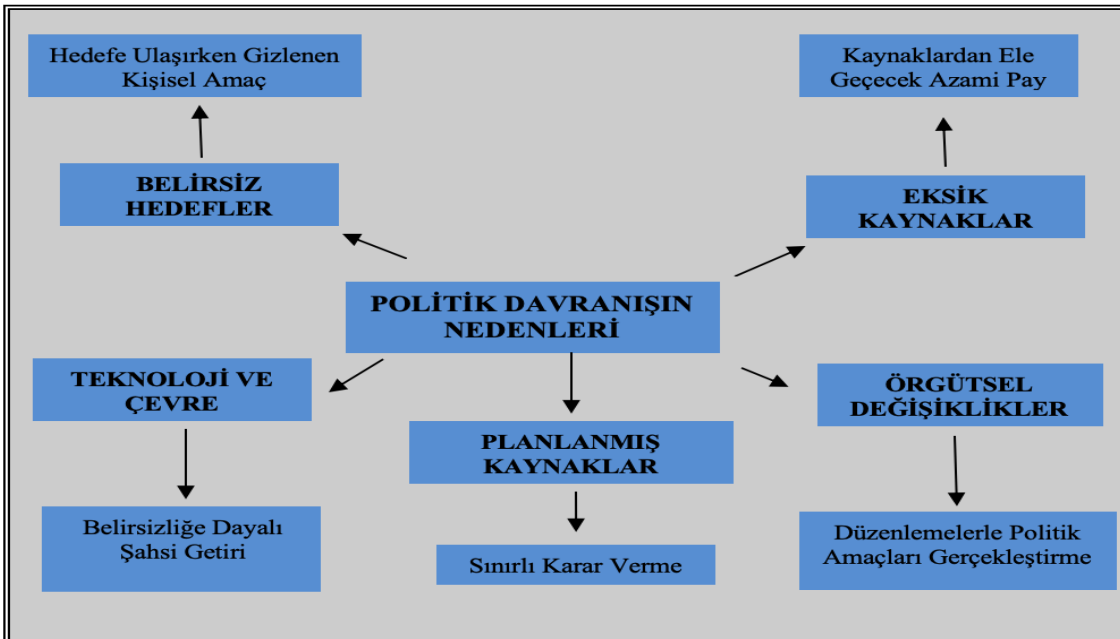 Hedefe Ulaşırken Gizlenen
Kişisel Amaç
Kaynaklardan Ele
Geçecek Azami Pay
BELİRSİZ
HEDEFLER
EKSİK
KAYNAKLAR
POLİTİK DAVRANIŞIN
NEDENLERİ
TEKNOLOJİ VE
ÇEVRE
PLANLANMIŞ
KAYNAKLAR
ÖRGÜTSEL
DEĞİŞİKLİKLER
Belirsizliğe Dayalı
Şahsi Getiri
Sınırlı Karar Verme
Düzenlemelerle Politik
Amaçları Gerçekleştirme